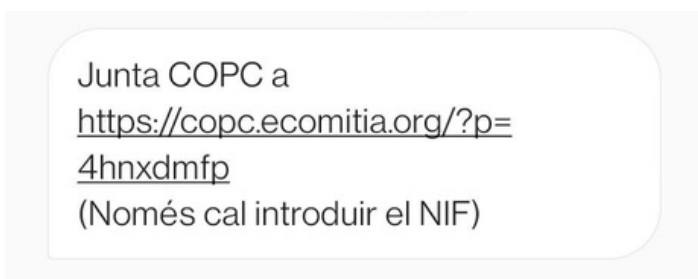 Junta COPC a
https://copc.ecomitia.org/?p=
4hnxdmfp
(Només cal introduir el NIF)